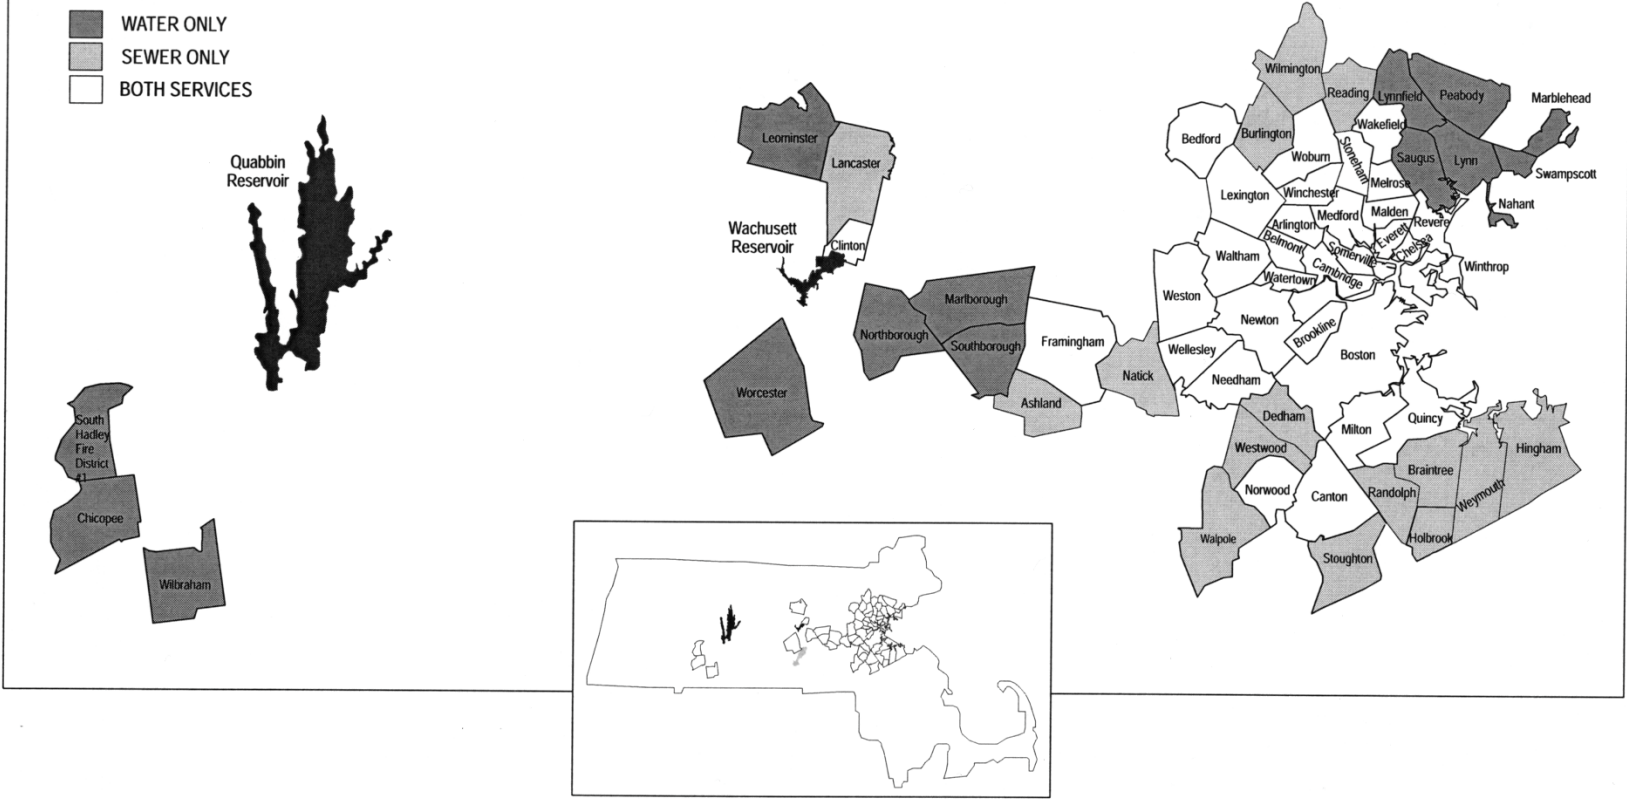 WATER ONLY
SEWER ONLY
BOTH SERVICES
Quabbin
Reservoir
South
Hadley
Fire
District
#1
Chicopee
Wilbraham
Leominster
Lancaster
Clinton
Wachusett
Reservoir
Worcester
Northborough
Marlborough
Southborough
Framingham
Ashland
Natick
Wilmington
Reading
Lynnfield
Peabody
Marblehead
Bedford
Burlington
Wakefield
Woburn
Stoneham
Saugus
Lynn
Swampscott
Lexington
Winchester
Melrose
Nahant
Arlington
Medford
Malden
Revere
Belmont
Somerville
Everett
Chelsea
Waltham
Watertown
Cambridge
Winthrop
Weston
Newton
Brookline
Boston
Wellesley
Needham
Dedham
Milton
Quincy
Westwood
Hingham
Braintree
Norwood
Canton
Randolph
Weymouth
Walpole
Stoughton
Holbrook